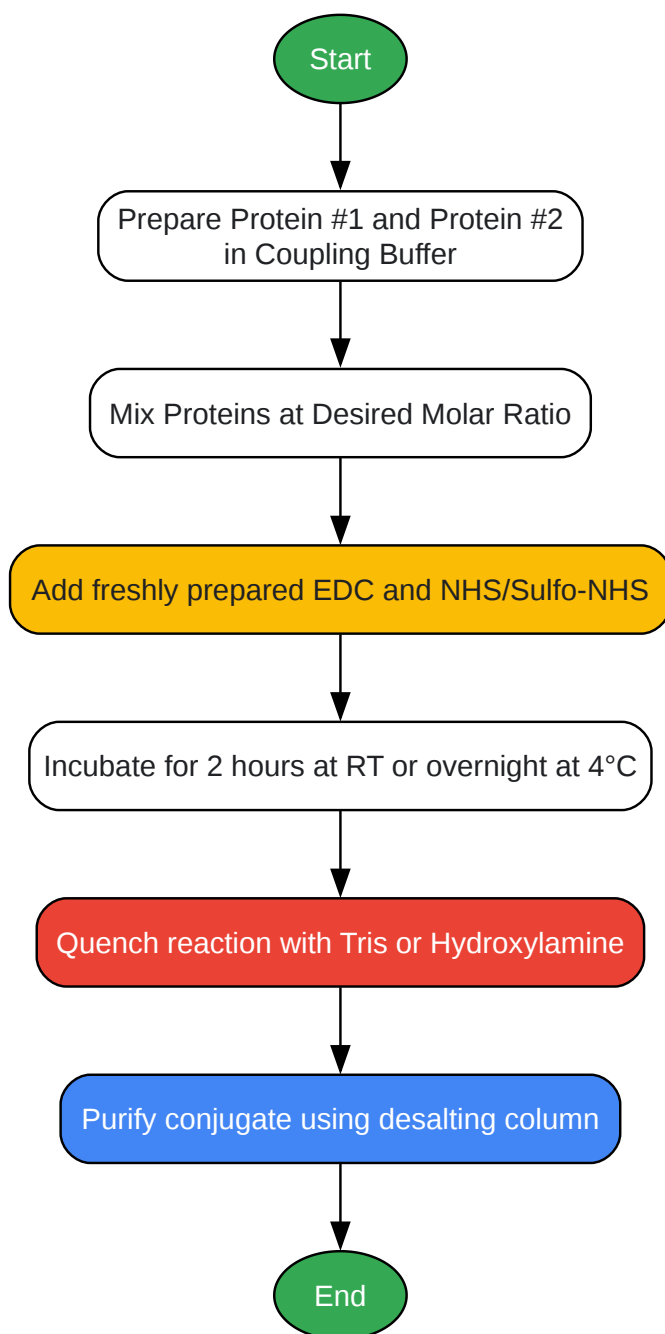 Start
Prepare Protein #1 and Protein #2
in Coupling Buffer
Mix Proteins at Desired Molar Ratio
Add freshly prepared EDC and NHS/Sulfo-NHS
Incubate for 2 hours at RT or overnight at 4°C
Quench reaction with Tris or Hydroxylamine
Purify conjugate using desalting column
End